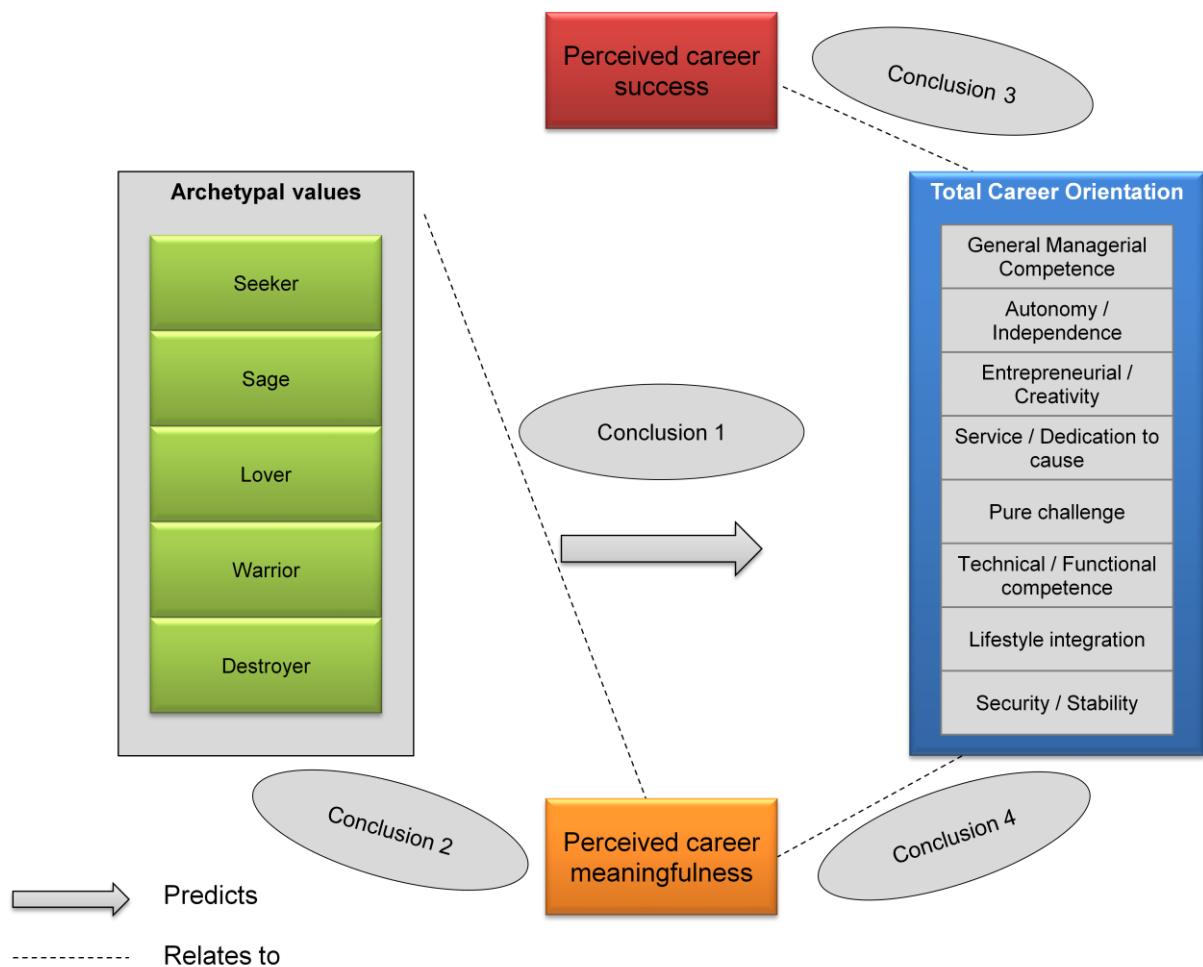 Perceived career
success
Conclusion 3
Archetypal values
Seeker
Sage
Lover
Warrior
Destroyer
Conclusion 1
Total Career Orientation
General Managerial
Competence
Autonomy /
Independence
Entrepreneurial /
Creativity
Service / Dedication to
cause
Pure challenge
Technical / Functional
competence
Lifestyle integration
Security / Stability
Conclusion 2
Perceived career
meaningfulness
Conclusion 4
Predicts
Relates to